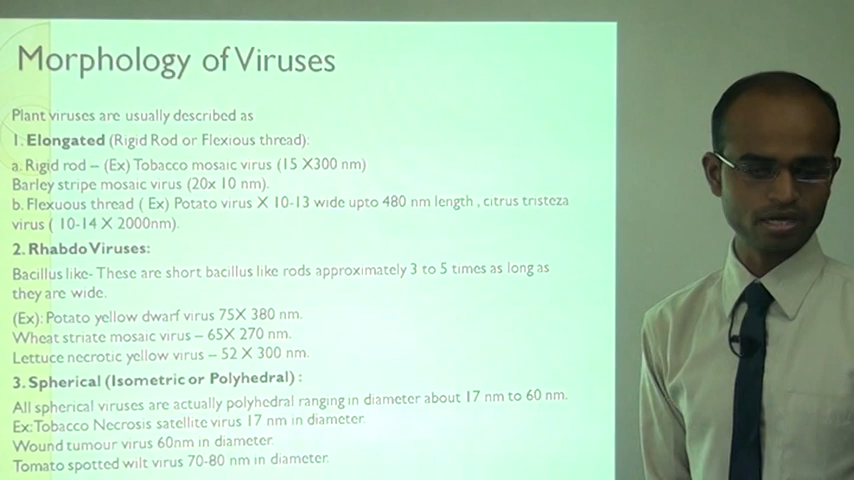 Morphology of Viruses
Plant viruses are usually described as
1. Elongated (Rigid Rod or Flexious thread):
a. Rigid rod – (Ex) Tobacco mosaic virus (15 X300 nm)
Barley stripe mosaic virus (20x 10 nm).
b. Flexuous thread ( Ex) Potato virus X 10-13 wide upto 480 nm length , citrus tristeza
virus ( 10-14 X 2000nm).
2. Rhabdo Viruses:
Bacillus like- These are short bacillus like rods approximately 3 to 5 times as long as
they are wide.
(Ex): Potato yellow dwarf virus 75X 380 nm.
Wheat striate mosaic virus – 65X 270 nm.
Lettuce necrotic yellow virus – 52 X 300 nm.
3. Spherical (Isometric or Polyhedral) :
All spherical viruses are actually polyhedral ranging in diameter about 17 nm to 60 nm.
Ex: Tobacco Necrosis satellite virus 17 nm in diameter.
Wound tumour virus 60nm in diameter.
Tomato spotted wilt virus 70-80 nm in diameter.